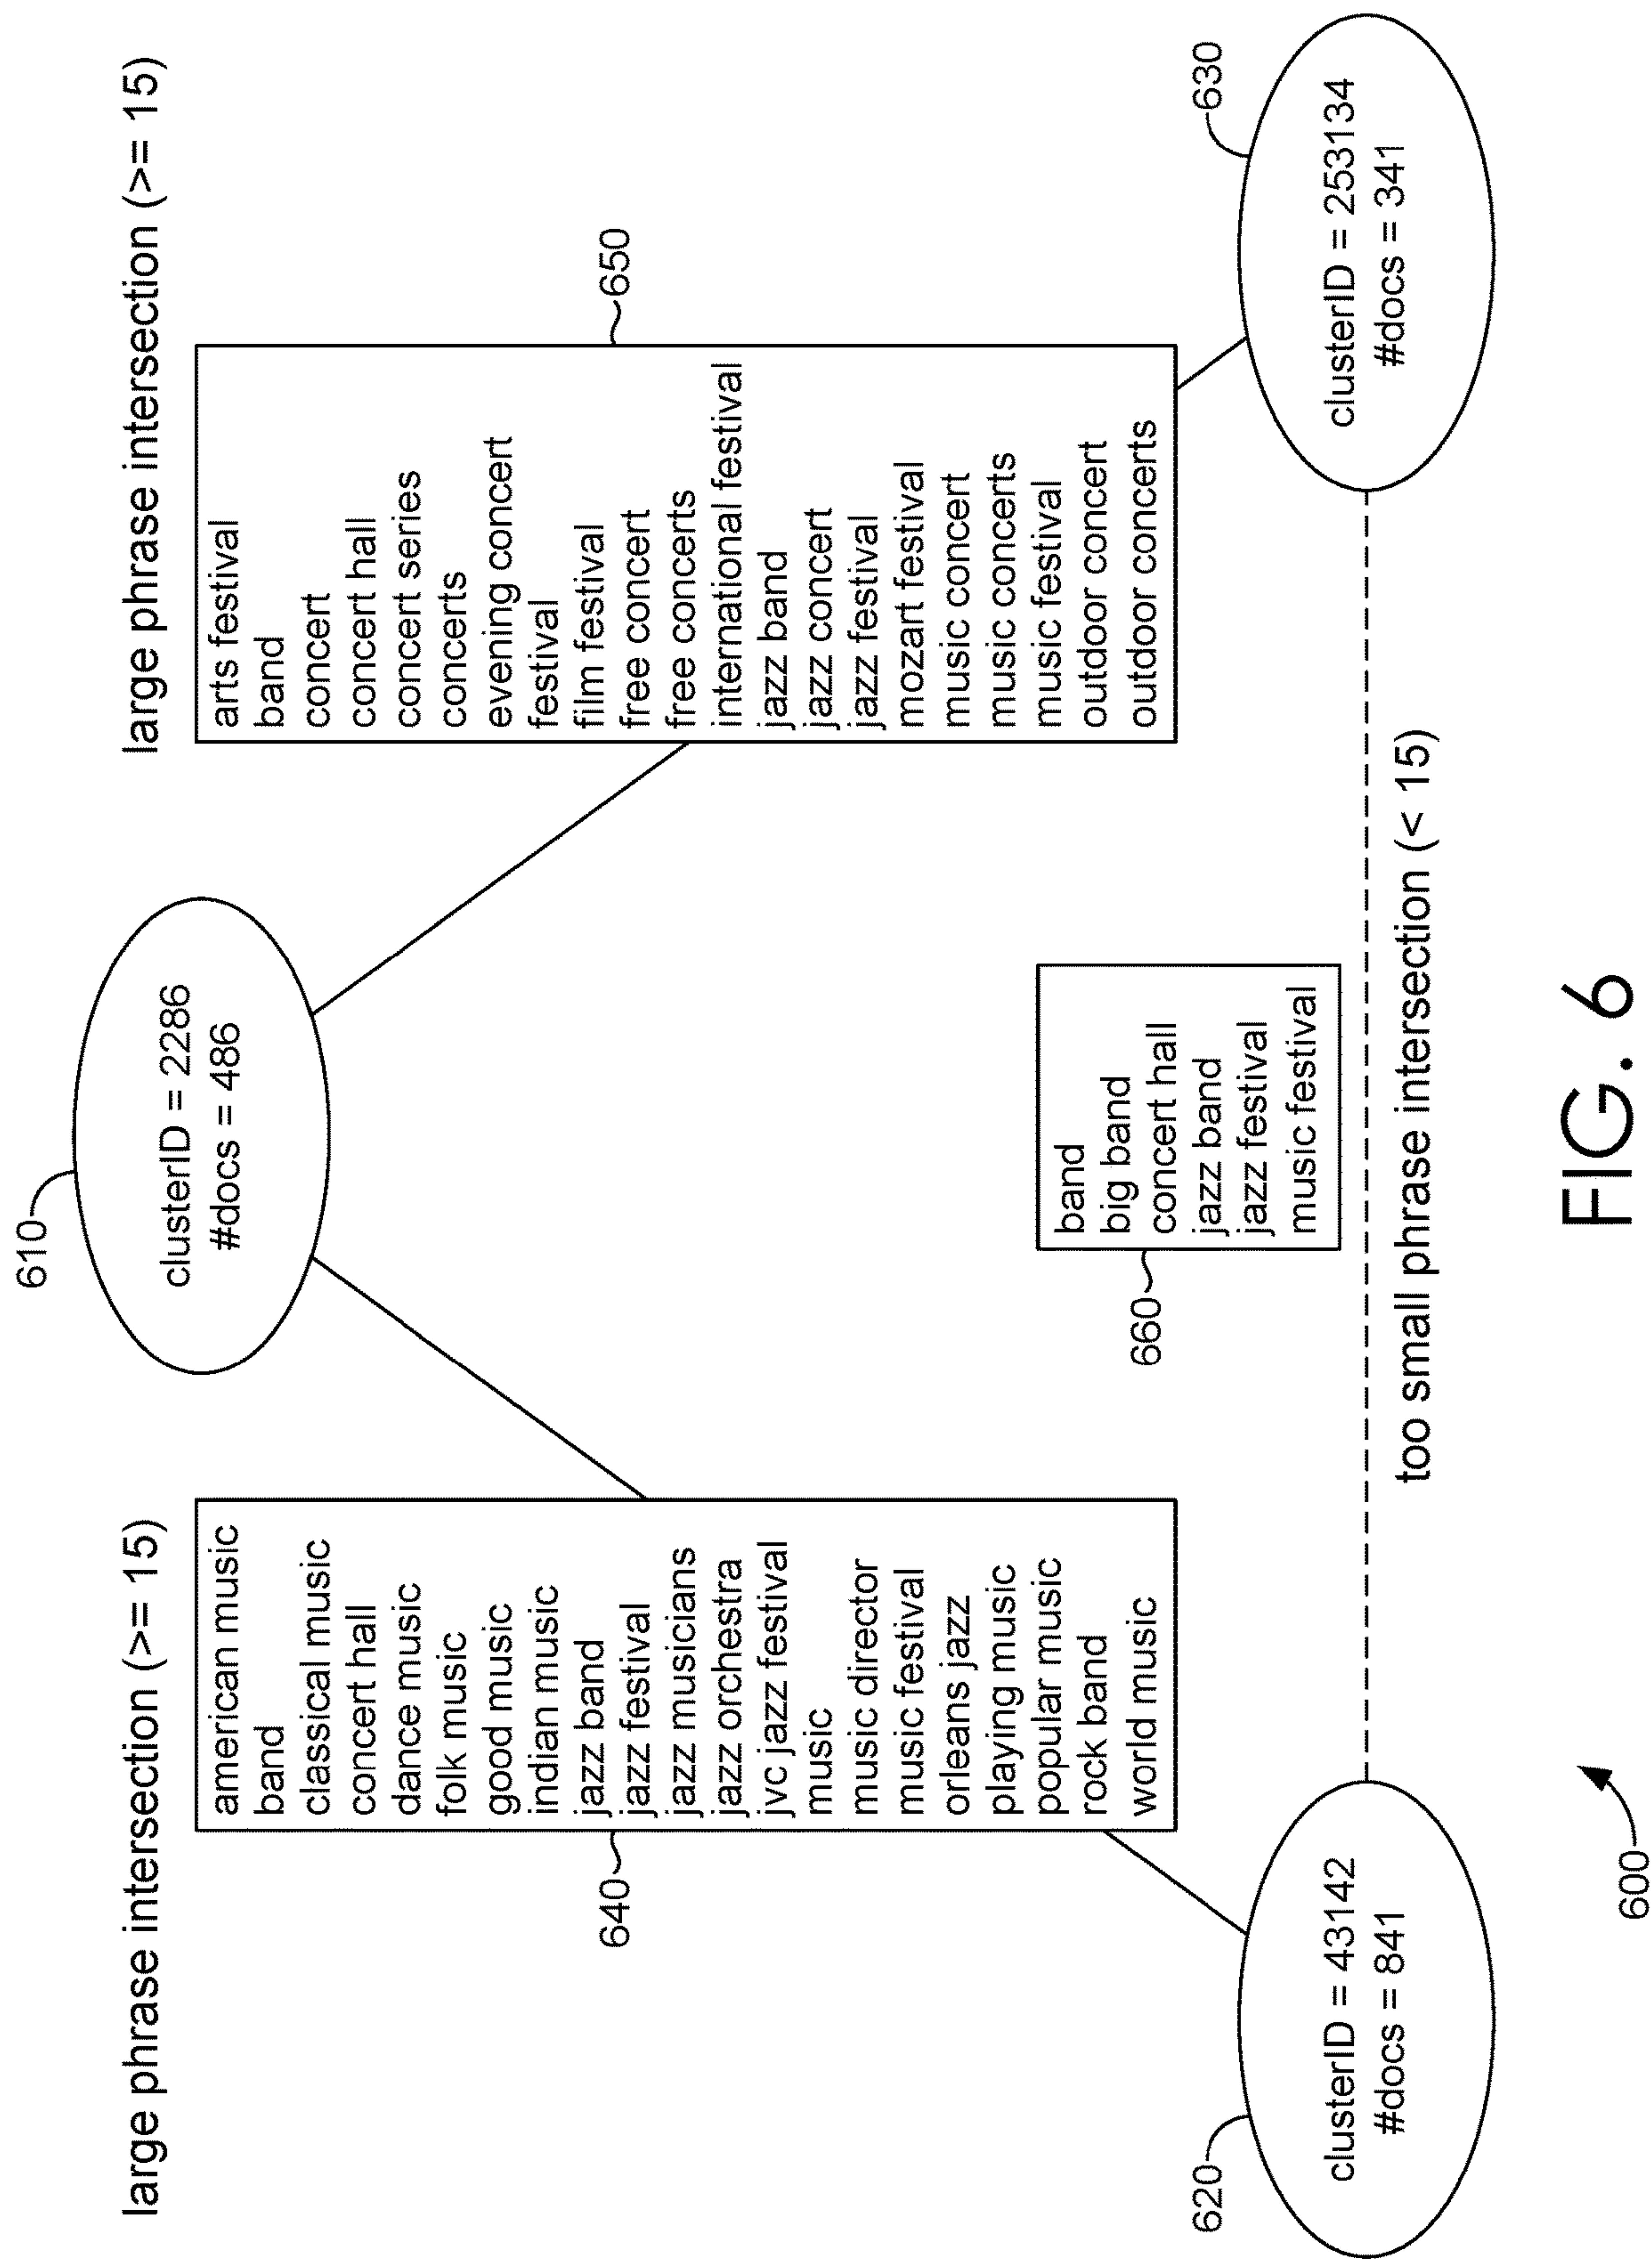 610
clusterID = 2286
#docs = 486
large phrase intersection (>= 15)
american music
band
classical music
concert hall
dance music
folk music
good music
indian music
jazz band
jazz festival
jazz musicians
jazz orchestra
jvc jazz festival
music
music director
music festival
orleans jazz
playing music
popular music
rock band
world music
640
large phrase intersection (>= 15)
arts festival
band
concert
concert hall
concert series
concerts
evening concert
festival
film festival
free concert
free concerts
international festival
jazz band
jazz concert
jazz festival
mozart festival
music concert
music concerts
music festival
outdoor concert
outdoor concerts
650
660
band
big band
concert hall
jazz band
jazz festival
music festival
620
clusterID = 43142
#docs = 841
630
clusterID = 253134
#docs = 341
too small phrase intersection (< 15)
600
FIG. 6